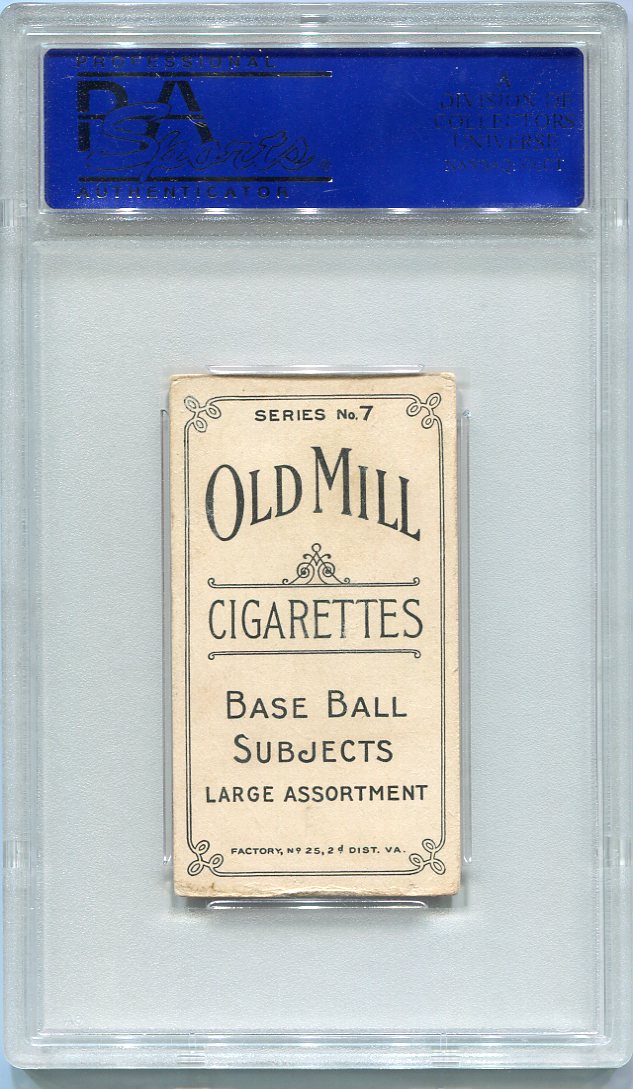 PROFESSIONAL
PSA
Sports
AUTHENTICATOR
A
DIVISION OF
COLLECTORS
UNIVERSE
SERIES No. 7
OLD MILL
CIGARETTES
BASE BALL
SUBJECTS
LARGE ASSORTMENT
FACTORY, Nº 25, 2d DIST. VA.